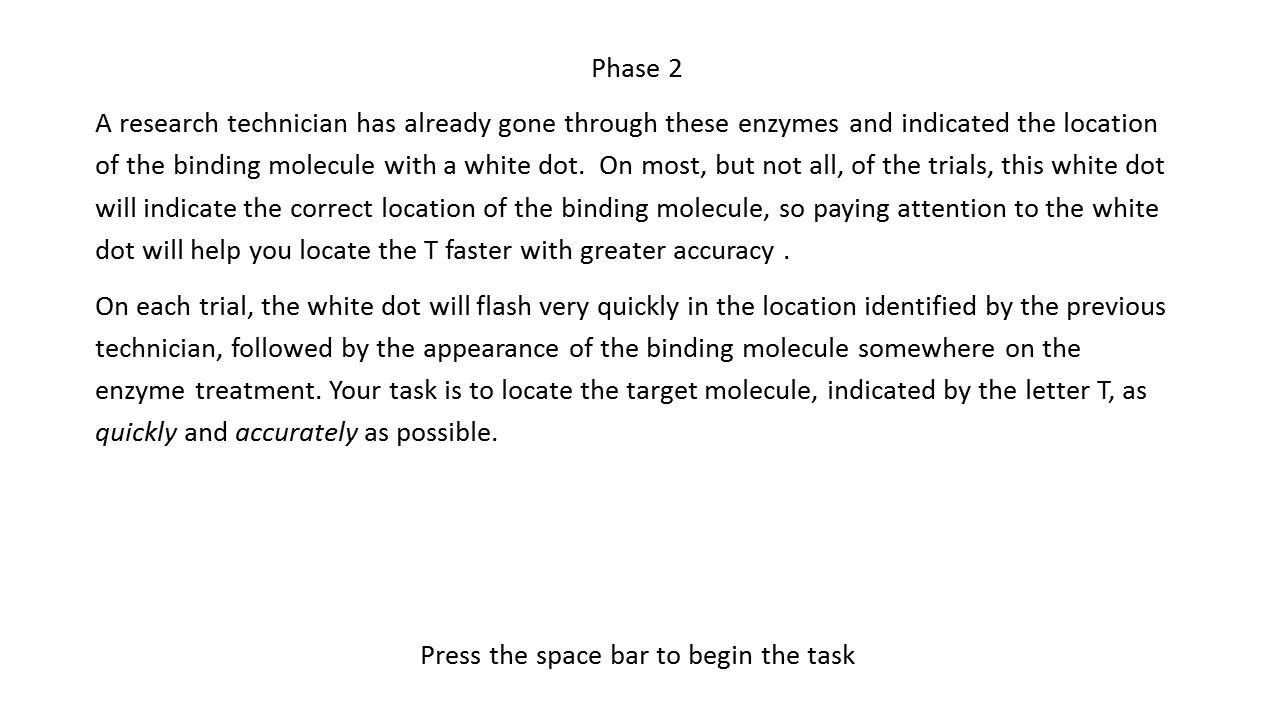 Phase 2
A research technician has already gone through these enzymes and indicated the location
of the binding molecule with a white dot.  On most, but not all, of the trials, this white dot
will indicate the correct location of the binding molecule, so paying attention to the white
dot will help you locate the T faster with greater accuracy .
On each trial, the white dot will flash very quickly in the location identified by the previous
technician, followed by the appearance of the binding molecule somewhere on the
enzyme treatment. Your task is to locate the target molecule, indicated by the letter T, as
quickly and accurately as possible.
Press the space bar to begin the task